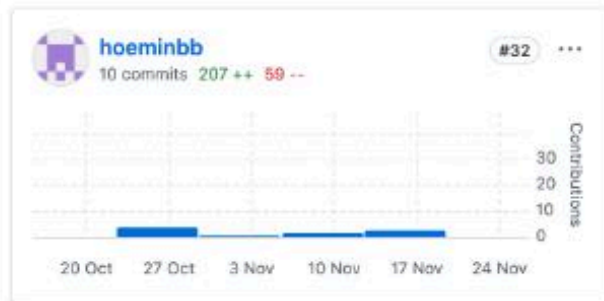 hoeminbb
#32 ...
10 commits 207 ++ 59 --
Contributions
30
20
10
0
20 Oct 27 Oct 3 Nov 10 Nov 17 Nov 24 Nov